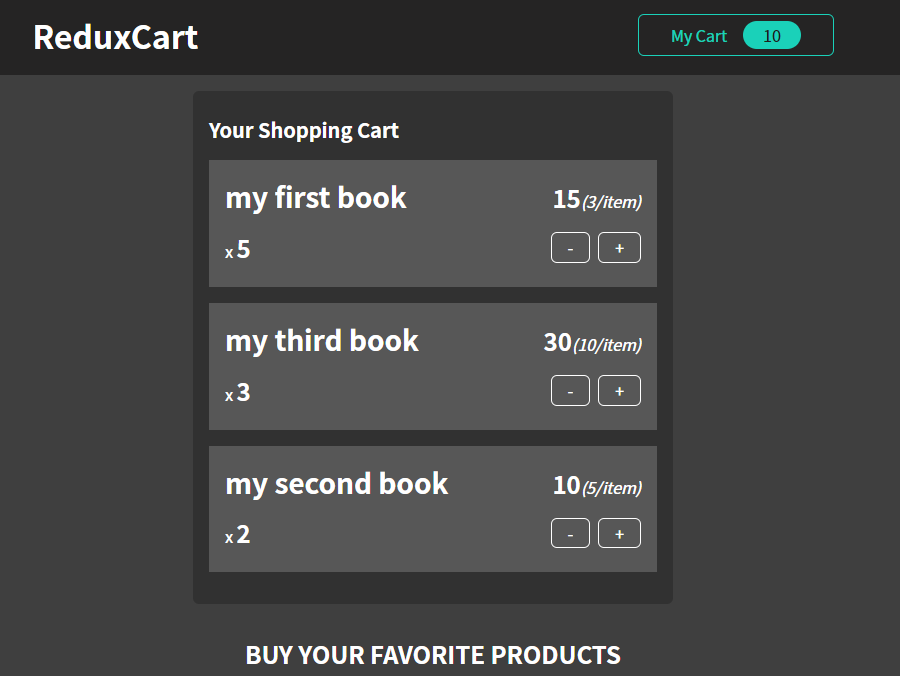 ReduxCart
My Cart 10
Your Shopping Cart
my first book 15(3/item)
x 5 - +
my third book 30(10/item)
x 3 - +
my second book 10(5/item)
x 2 - +
BUY YOUR FAVORITE PRODUCTS